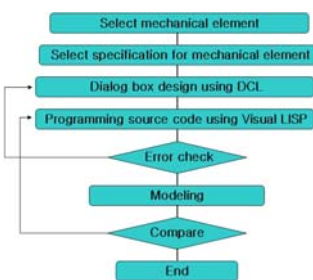 Select mechanical element
Select specification for mechanical element
Dialog box design using DCL
Programming source code using Visual LISP
Error check
Modeling
Compare
End